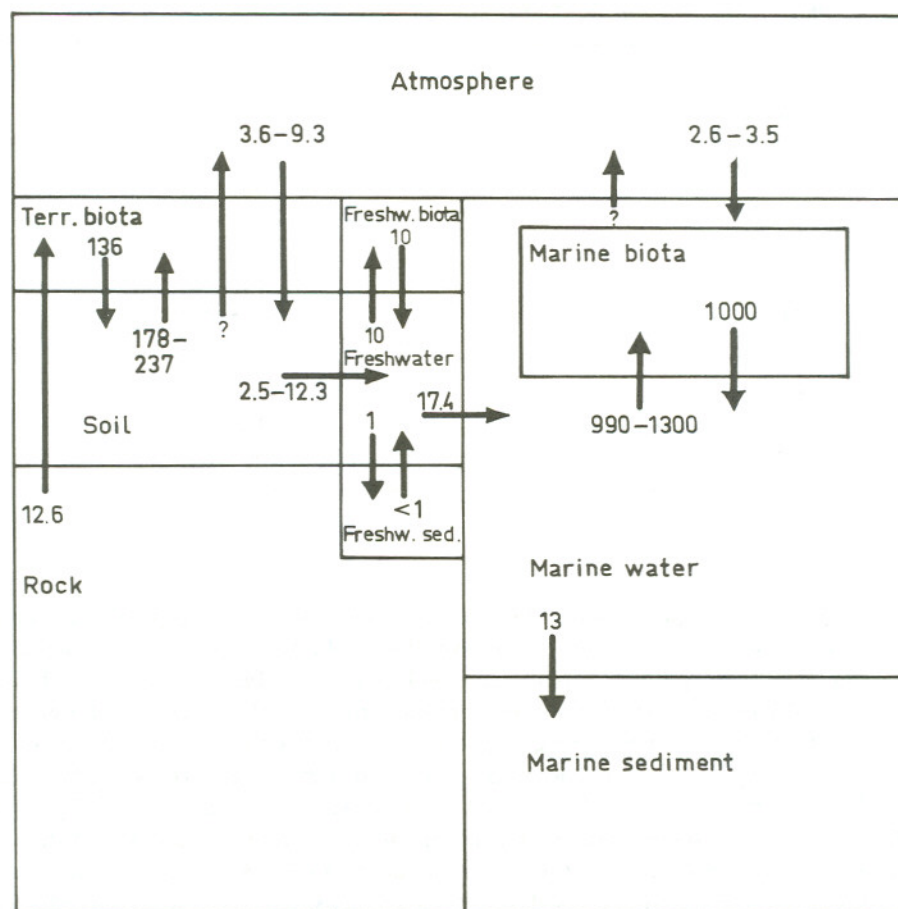 Atmosphere
3.6–9.3
2.6–3.5
Terr. biota
136
Freshw. biota
10
?
Marine biota
1000
178–
237
?
10
Freshwater
2.5–12.3
17.4
990–1300
Soil
1
12.6
<1
Freshw. sed.
Rock
Marine water
13
Marine sediment